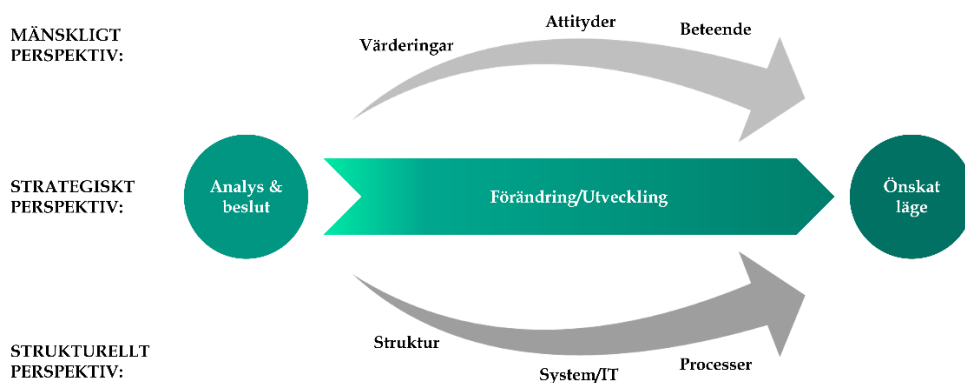 MÄNSKLIGT
PERSPEKTIV:
Värderingar
Attityder
Beteende
STRATEGISKT
PERSPEKTIV:
Analys &
beslut
Förändring/Utveckling
Önskat
läge
STRUKTURELLT
PERSPEKTIV:
Struktur
System/IT
Processer